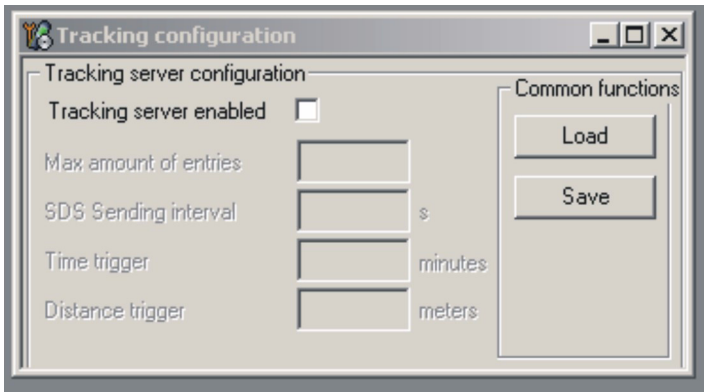 Tracking configuration
Tracking server configuration
Common functions
Tracking server enabled
Load
Max amount of entries
Save
SDS Sending interval s
Time trigger minutes
Distance trigger meters